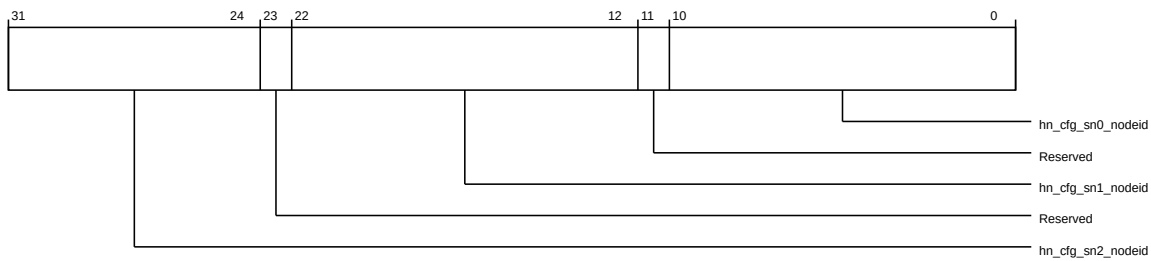 31 24 23 22 12 11 10 0
hn_cfg_sn0_nodeid
Reserved
hn_cfg_sn1_nodeid
Reserved
hn_cfg_sn2_nodeid